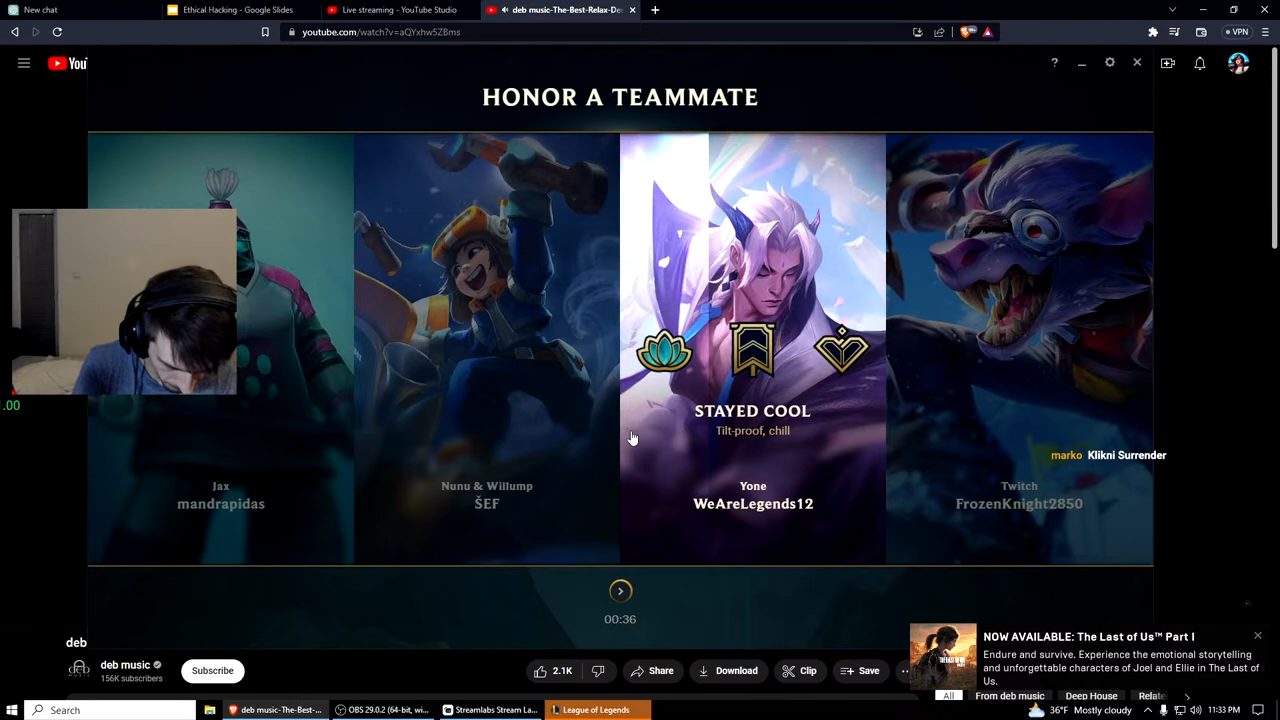 New chat
Ethical Hacking - Google Slides
Live streaming - YouTube Studio
deb music-The-Best-Relax-De
youtube.com/watch?v=aQYxhw5ZBms
99+
VPN
You
HONOR A TEAMMATE
STAYED COOL
Tilt-proof, chill
1.00
marko Klikni Surrender
Jax
mandrapidas
Nunu & Willump
ŠEF
Yone
WeAreLegends12
Twitch
FrozenKnight2850
00:36
NOW AVAILABLE: The Last of Us™ Part I
Endure and survive. Experience the emotional storytelling
and unforgettable characters of Joel and Ellie in The Last of
Us.
deb
deb music
156K subscribers
Subscribe
2.1K
Share
Download
Clip
Save
All
From deb music
Deep House
Relate
Search
deb music-The-Best-...
OBS 29.0.2 (64-bit, wi...
Streamlabs Stream La...
League of Legends
36°F Mostly cloudy
11:33 PM